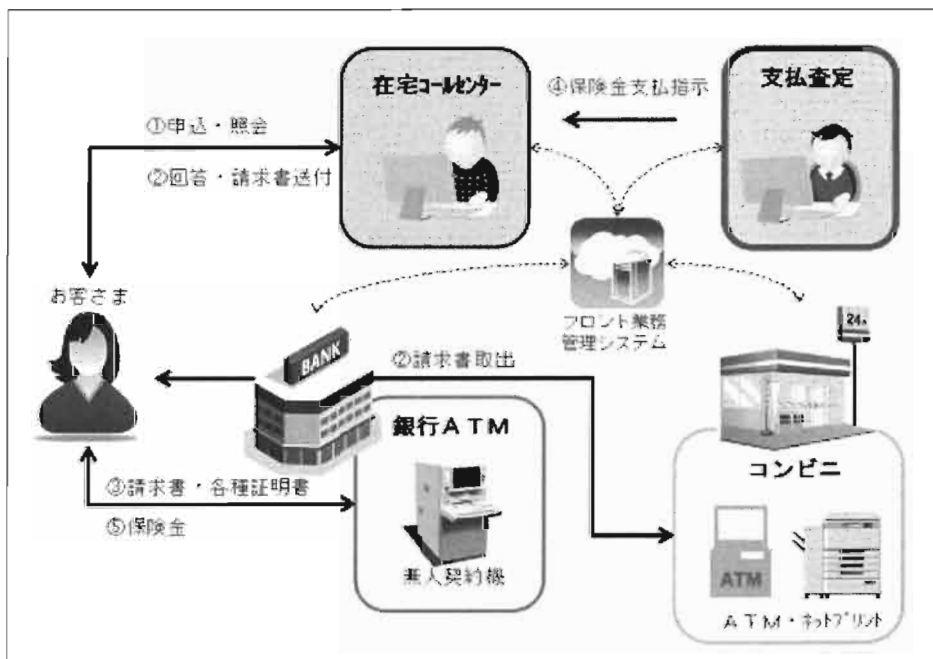 在宅ｺｰﾙｾﾝﾀｰ
支払査定
④保険金支払指示
①申込・照会
②回答・請求書送付
お客さま
フロント業務
管理システム
24h
BANK
②請求書取出
銀行ＡＴＭ
コンビニ
③請求書・各種証明書
⑤保険金
無人契約機
ATM
ＡＴＭ・ﾈｯﾄﾌﾟﾘﾝﾄ